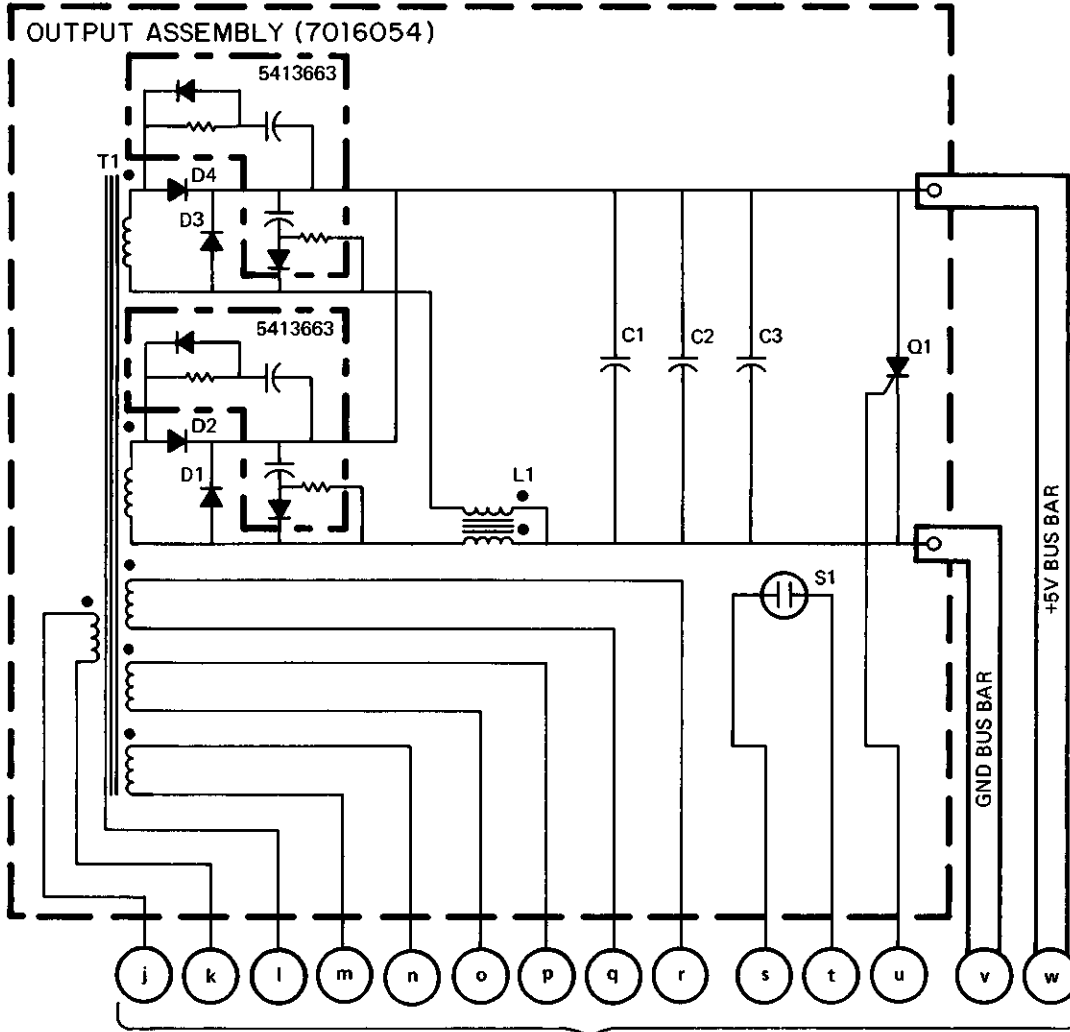 OUTPUT ASSEMBLY (7016054)
5413663
T1
D4
D3
5413663
D2
D1
C1
C2
C3
Q1
L1
S1
+5V BUS BAR
GND BUS BAR
j
k
l
m
n
o
p
q
r
s
t
u
v
w